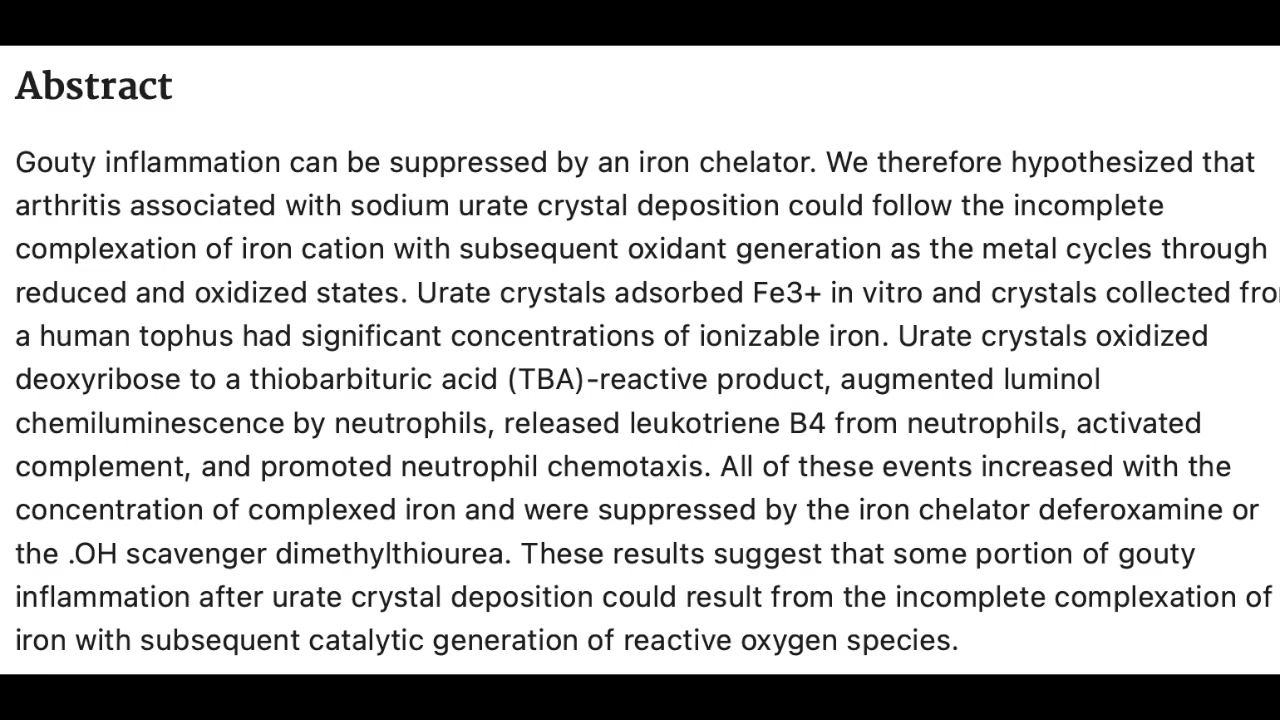 Abstract
Gouty inflammation can be suppressed by an iron chelator. We therefore hypothesized that
arthritis associated with sodium urate crystal deposition could follow the incomplete
complexation of iron cation with subsequent oxidant generation as the metal cycles through
reduced and oxidized states. Urate crystals adsorbed Fe3+ in vitro and crystals collected
a human tophus had significant concentrations of ionizable iron. Urate crystals oxidized
deoxyribose to a thiobarbituric acid (TBA)-reactive product, augmented luminol
chemiluminescence by neutrophils, released leukotriene B4 from neutrophils, activated
complement, and promoted neutrophil chemotaxis. All of these events increased with the
concentration of complexed iron and were suppressed by the iron chelator deferoxamine or
the .OH scavenger dimethylthiourea. These results suggest that some portion of gouty
inflammation after urate crystal deposition could result from the incomplete complexation of
iron with subsequent catalytic generation of reactive oxygen species.